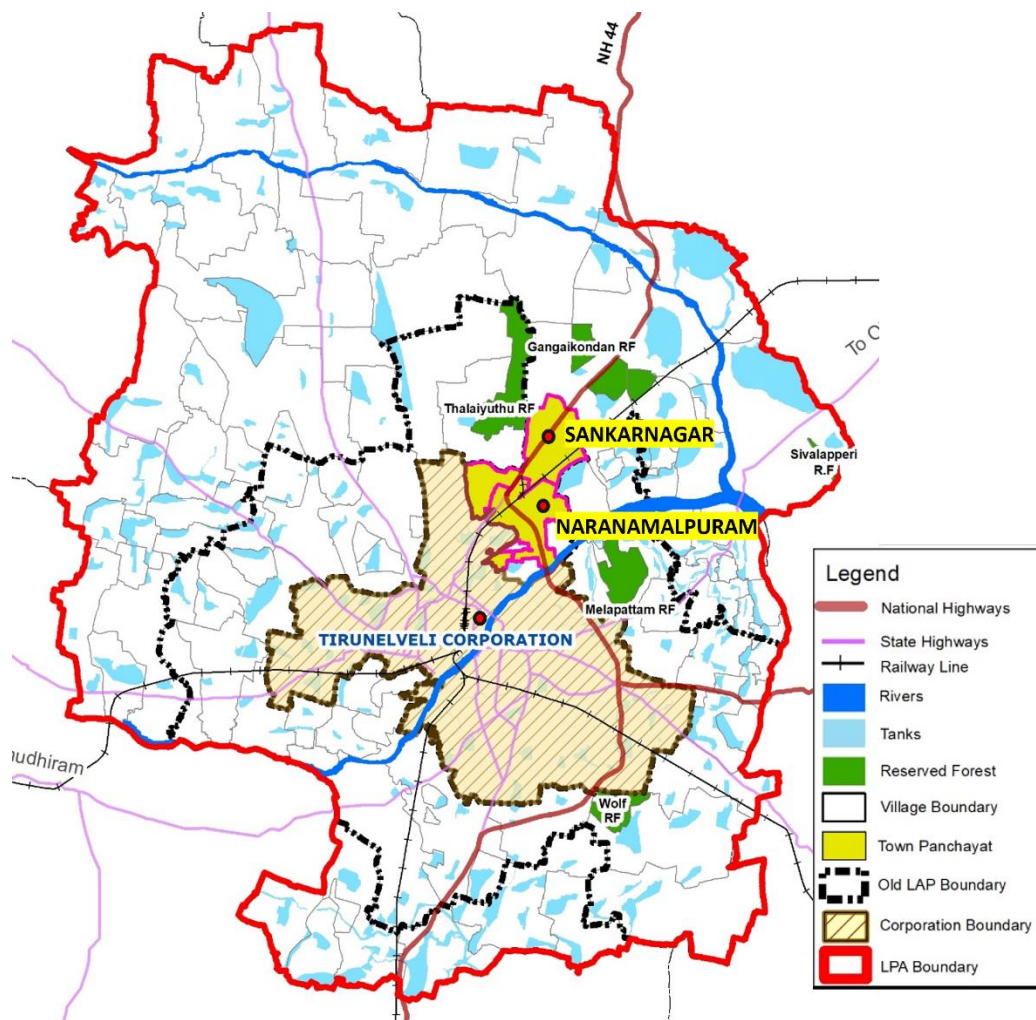 NH 44
Gangaikondan RF
To C
Thalaiyuthu RF
SANKARNAGAR
Sivalapperi
R.F
NARANAMALPURAM
Melapattam RF
TIRUNELVELI CORPORATION
udhiram
Wolf
RF
Legend
National Highways
State Highways
Railway Line
Rivers
Tanks
Reserved Forest
Village Boundary
Town Panchayat
Old LAP Boundary
Corporation Boundary
LPA Boundary